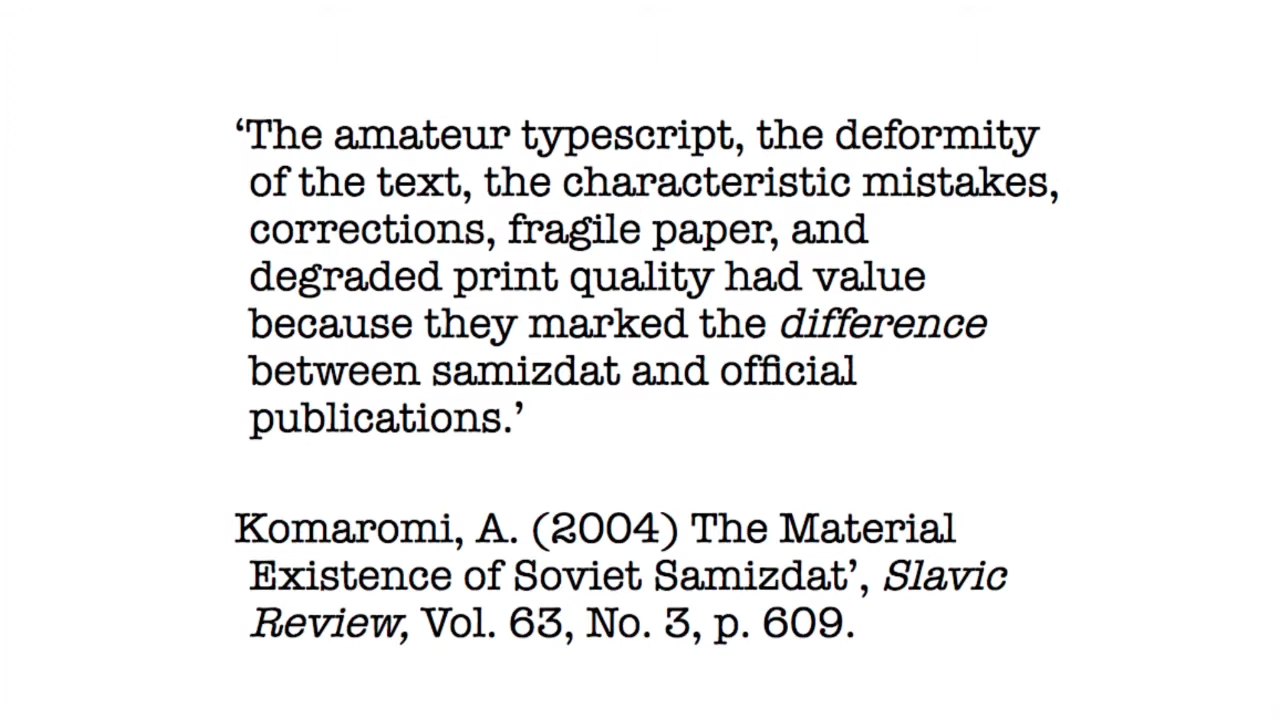 ‘The amateur typescript, the deformity
of the text, the characteristic mistakes,
corrections, fragile paper, and
degraded print quality had value
because they marked the difference
between samizdat and official
publications.’
Komaromi, A. (2004) The Material
Existence of Soviet Samizdat’, Slavic
Review, Vol. 63, No. 3, p. 609.